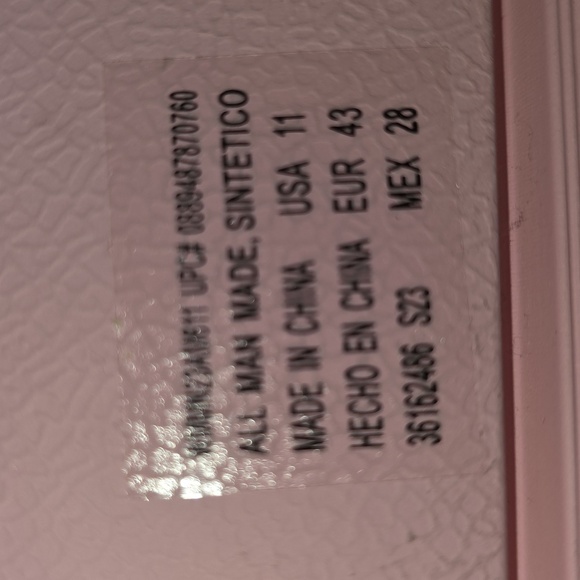 UPC# 0889487870760
ALL MAN MADE, SINTETICO
MADE IN CHINA USA 11
HECHO EN CHINA EUR 43
36162486 S23 MEX 28